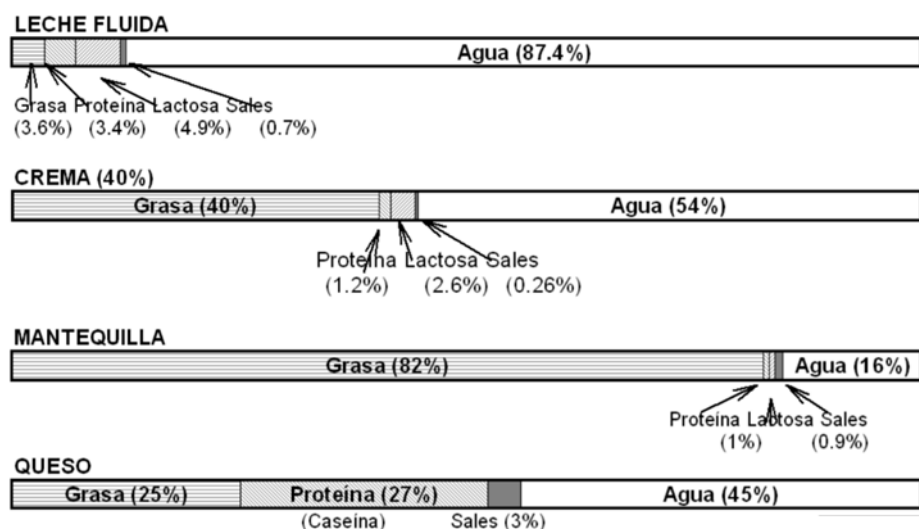 LECHE FLUIDA
Agua (87.4%)
Grasa Proteína Lactosa Sales
(3.6%) (3.4%) (4.9%) (0.7%)
CREMA (40%)
Grasa (40%) Agua (54%)
Proteína Lactosa Sales
(1.2%) (2.6%) (0.26%)
MANTEQUILLA
Grasa (82%) Agua (16%)
Proteína Lactosa Sales
(1%) (0.9%)
QUESO
Grasa (25%) Proteína (27%) Agua (45%)
(Caseína) Sales (3%)